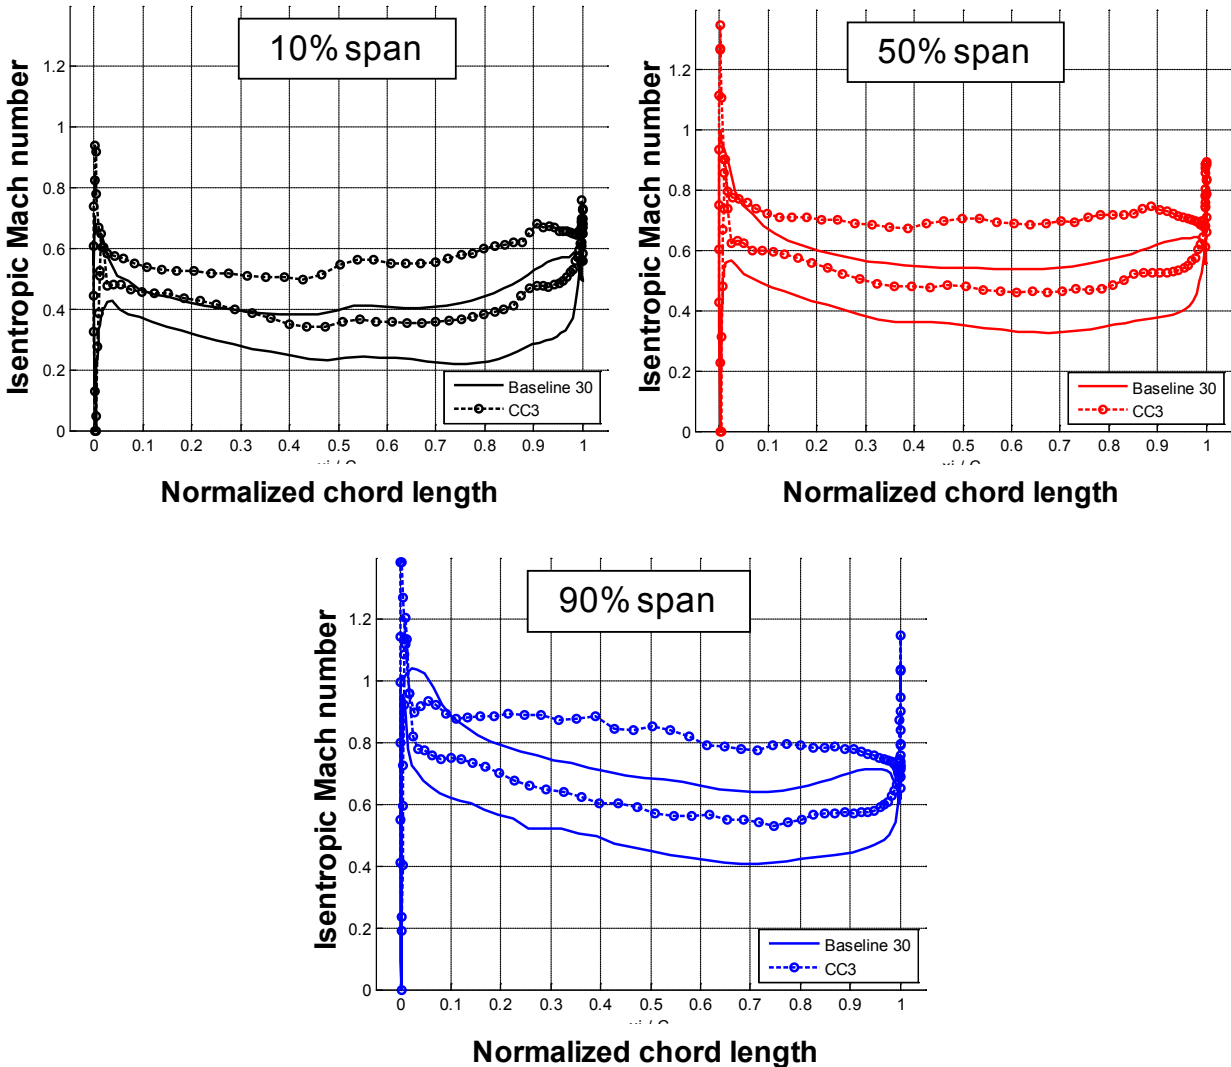 10% span
Isentropic Mach number
1.2
1
0.8
0.6
0.4
0.2
0
Baseline 30
CC3
0 0.1 0.2 0.3 0.4 0.5 0.6 0.7 0.8 0.9 1
Normalized chord length
50% span
Isentropic Mach number
1.2
1
0.8
0.6
0.4
0.2
0
Baseline 30
CC3
0 0.1 0.2 0.3 0.4 0.5 0.6 0.7 0.8 0.9 1
Normalized chord length
90% span
Isentropic Mach number
1.2
1
0.8
0.6
0.4
0.2
0
Baseline 30
CC3
0 0.1 0.2 0.3 0.4 0.5 0.6 0.7 0.8 0.9 1
Normalized chord length